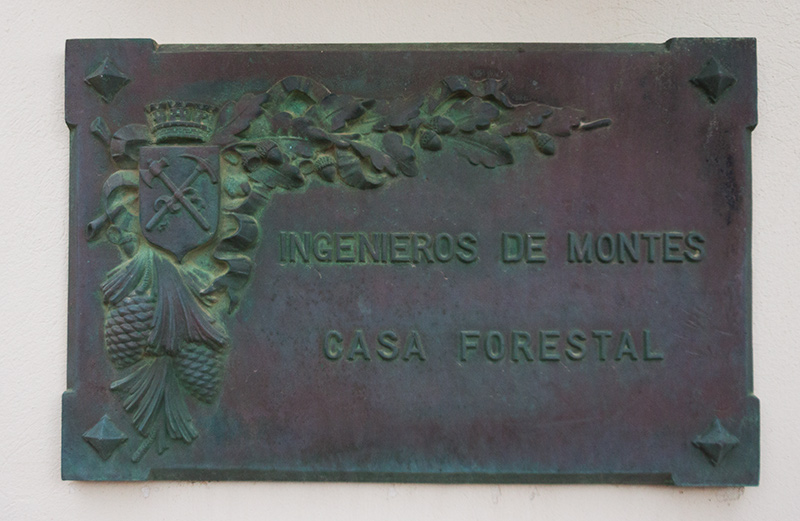 INGENIEROS DE MONTES
CASA FORESTAL